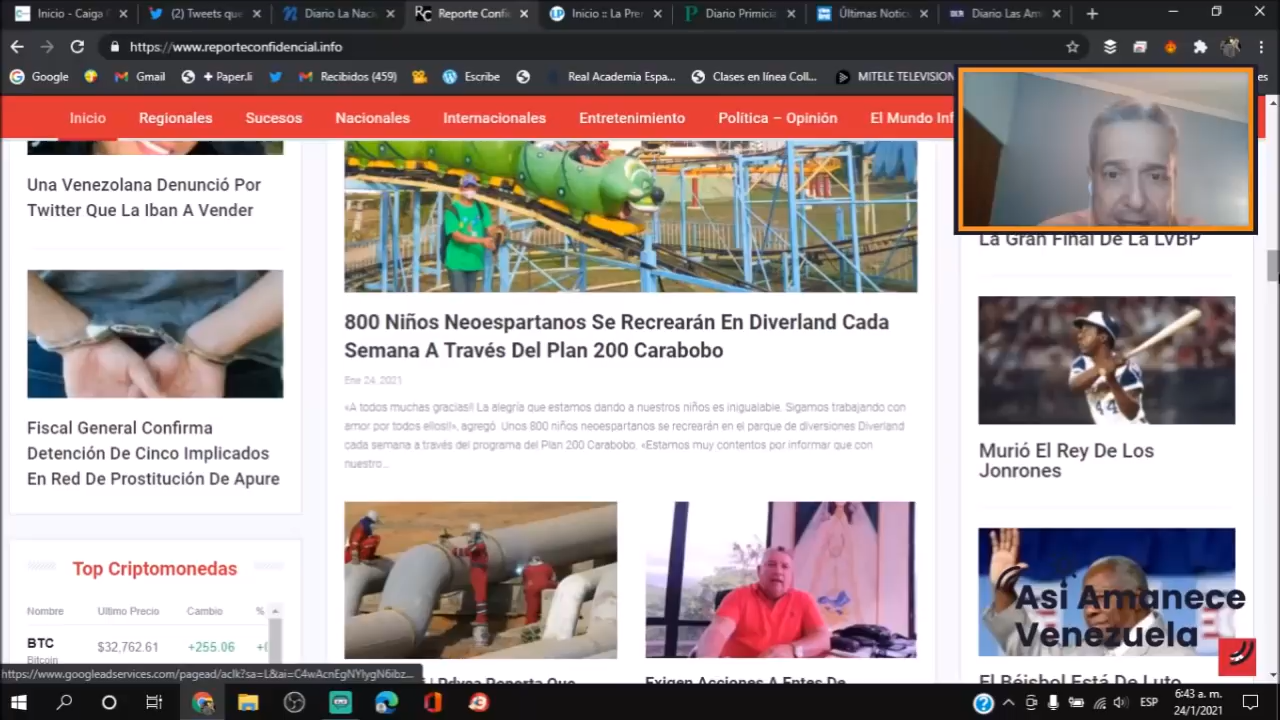 Inicio - Caiga C
(2) Tweets que
Diario La Naci
Reporte Confi
Inicio :: La Pre
Diario Primicia
Últimas Notic
Diario Las Am
https://www.reporteconfidencial.info
Google
Gmail
+ Paper.li
Recibidos (459)
Escribe
Real Academia Espa...
Clases en línea Coll...
MITELE TELEVISION
es
Inicio
Regionales
Sucesos
Nacionales
Internacionales
Entretenimiento
Política – Opinión
El Mundo Inf
Una Venezolana Denunció Por
Twitter Que La Iban A Vender
Fiscal General Confirma
Detención De Cinco Implicados
En Red De Prostitución De Apure
Top Criptomonedas
Nombre
Ultimo Precio
Cambio
%
BTC
$32,762.61
+255.06
Bitcoin
800 Niños Neoespartanos Se Recrearán En Diverland Cada
Semana A Través Del Plan 200 Carabobo
Ene 24, 2021
«A todos muchas gracias!! La alegría que estamos dando a nuestros niños es inigualable. Sigamos trabajando con
amor por todos ellos!!», agregó. Unos 800 niños neoespartanos se recrearán en el parque de diversiones Diverland
cada semana a través del programa del Plan 200 Carabobo. «Estamos muy contentos por informar que con
nuestro...
Pdvsa Reporta Que
Exigen Acciones A Entes De
La Gran Final De La LVBP
44
Murió El Rey De Los
Jonrones
Así Amanece
Venezuela
El Béisbol Está De Luto
https://www.googleadservices.com/pagead/aclk?sa=L&ai=C4wAcnEgNYIygN6ibz...
ESP
6:43 a. m.
24/1/2021